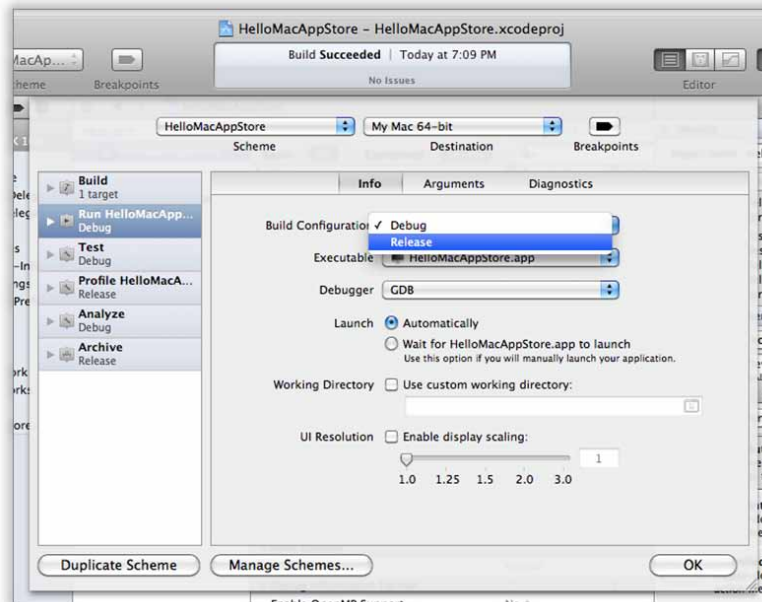 HelloMacAppStore – HelloMacAppStore.xcodeproj
MacAp...
Build Succeeded | Today at 7:09 PM
No Issues
Breakpoints
Editor
HelloMacAppStore
My Mac 64-bit
Scheme
Destination
Breakpoints
Info
Arguments
Diagnostics
Build
1 target
Run HelloMacApp...
Debug
Test
Debug
Profile HelloMacA...
Release
Analyze
Debug
Archive
Release
Build Configuration
✓ Debug
Release
Executable
HelloMacAppStore.app
Debugger
GDB
Launch
Automatically
Wait for HelloMacAppStore.app to launch
Use this option if you will manually launch your application.
Working Directory
Use custom working directory:
UI Resolution
Enable display scaling:
1
1.0 1.25 1.5 2.0 3.0
Duplicate Scheme
Manage Schemes...
OK